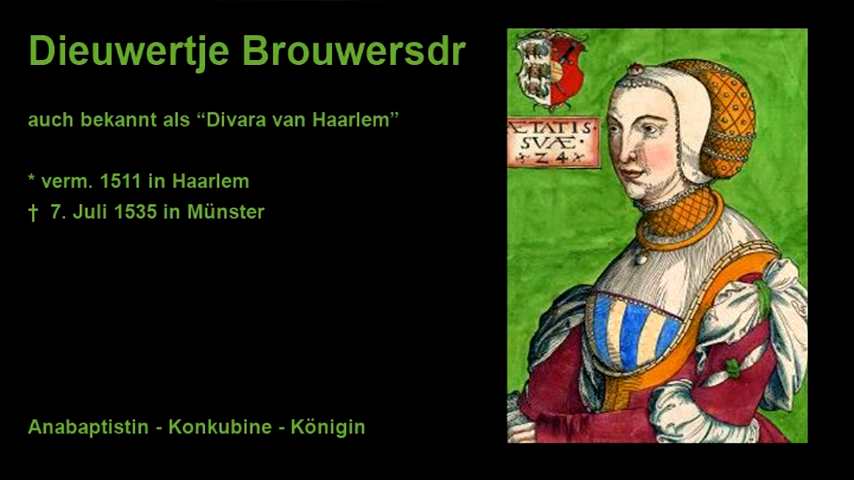 Dieuwertje Brouwersdr
auch bekannt als “Divara van Haarlem”
* verm. 1511 in Haarlem
† 7. Juli 1535 in Münster
Anabaptistin - Konkubine - Königin
ÆTATIS·
SVÆ·
24